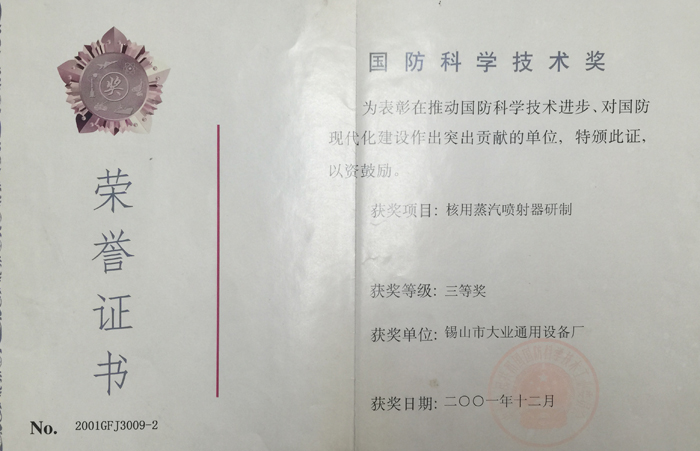 奖
荣
誉
证
书
No. 2001GFJ3009-2
国防科学技术奖
为表彰在推动国防科学技术进步、对国防
现代化建设作出突出贡献的单位，特颁此证，
以资鼓励。
获奖项目：核用蒸汽喷射器研制
获奖等级：三等奖
获奖单位：锡山市大业通用设备厂
获奖日期：二〇〇一年十二月